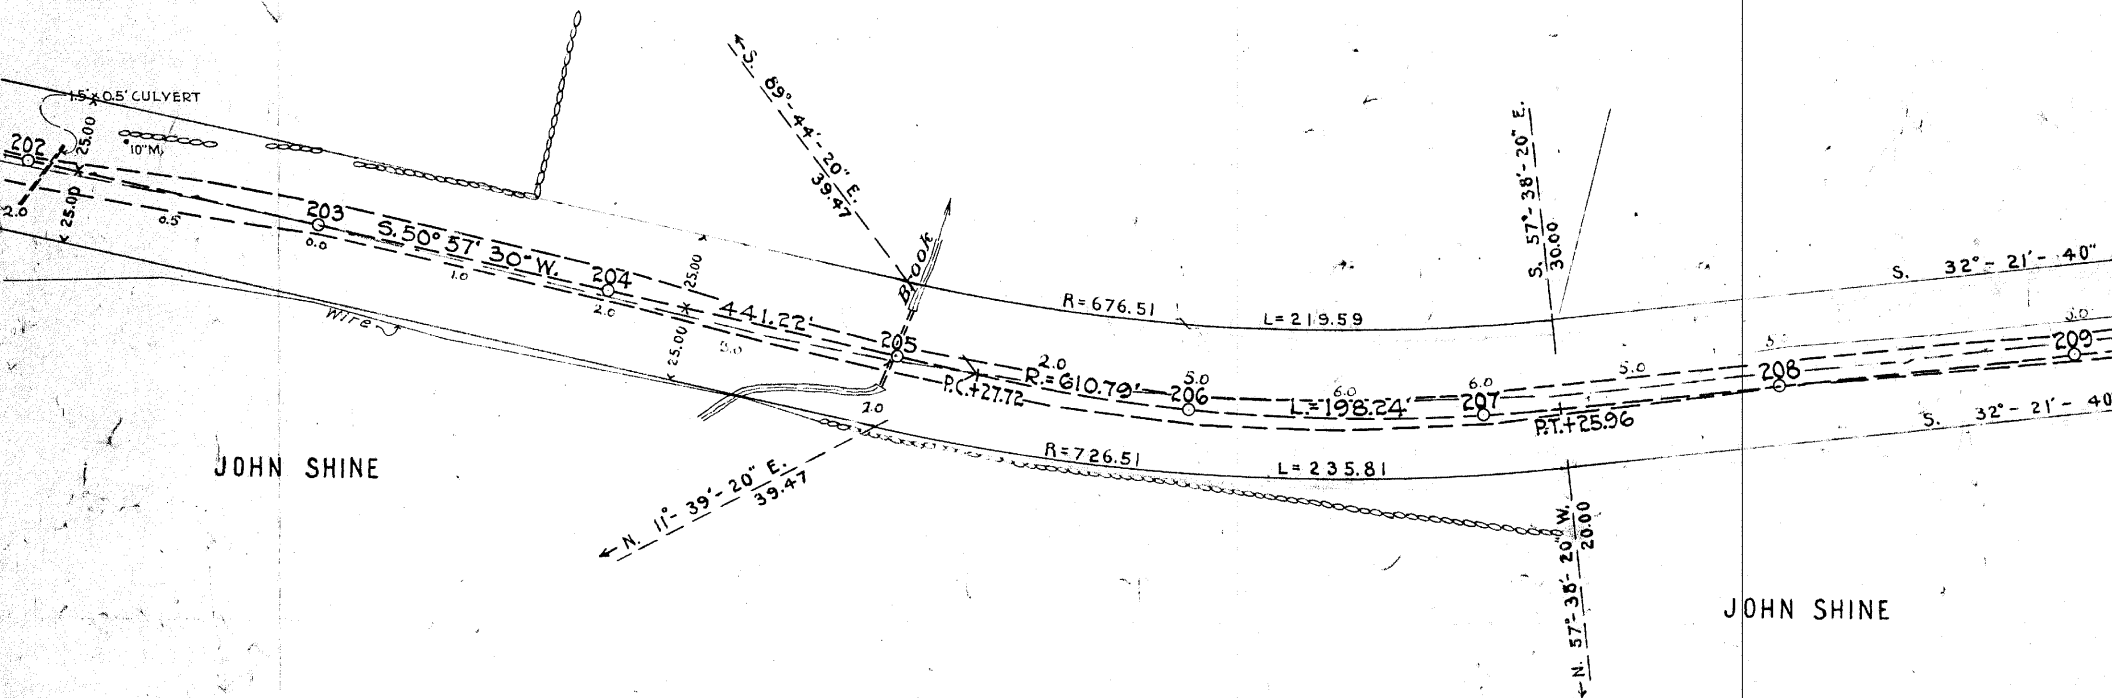 1.5' x 0.5' CULVERT
202
25.00
10" M.
25.00
2.0
0.5
203
0.0
S. 50° 57' 30" W.
1.0
204
2.0
25.00
25.00
441.22'
3.0
Wire
S. 89°- 44'- 20" E.
39.47
Brook
205
2.0
P.C.+27.72
N. 11°- 39'- 20" E.
39.47
R=676.51
L=219.59
2.0
R.=610.79'
5.0
206
6.0
L.=198.24'
6.0
207
R=726.51
L=235.81
S. 57°- 38'- 20" E.
30.00
P.T.+25.96
5.0
208
209
S. 32°- 21'- 40"
S. 32°- 21'- 40
N. 57°- 38'- 20" W.
20.00
JOHN SHINE
JOHN SHINE